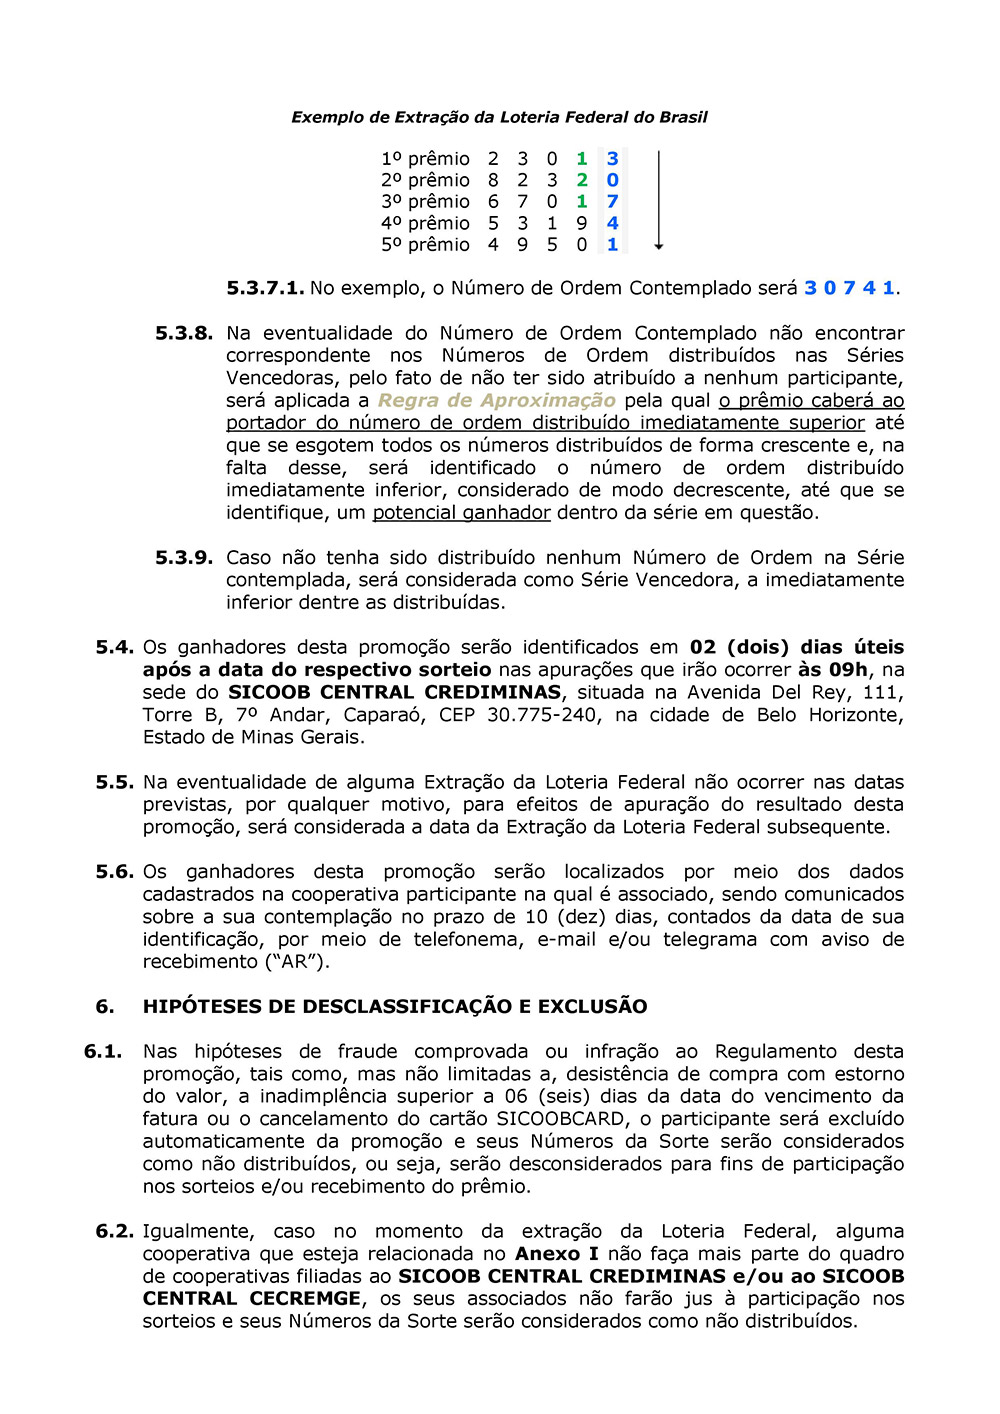 Exemplo de Extração da Loteria Federal do Brasil
1º prêmio 2 3 0 1 3
2º prêmio 8 2 3 2 0
3º prêmio 6 7 0 1 7
4º prêmio 5 3 1 9 4
5º prêmio 4 9 5 0 1
5.3.7.1. No exemplo, o Número de Ordem Contemplado será 3 0 7 4 1.
5.3.8. Na eventualidade do Número de Ordem Contemplado não encontrar
correspondente nos Números de Ordem distribuídos nas Séries
Vencedoras, pelo fato de não ter sido atribuído a nenhum participante,
será aplicada a Regra de Aproximação pela qual o prêmio caberá ao
portador do número de ordem distribuído imediatamente superior até
que se esgotem todos os números distribuídos de forma crescente e, na
falta desse, será identificado o número de ordem distribuído
imediatamente inferior, considerado de modo decrescente, até que se
identifique, um potencial ganhador dentro da série em questão.
5.3.9. Caso não tenha sido distribuído nenhum Número de Ordem na Série
contemplada, será considerada como Série Vencedora, a imediatamente
inferior dentre as distribuídas.
5.4. Os ganhadores desta promoção serão identificados em 02 (dois) dias úteis
após a data do respectivo sorteio nas apurações que irão ocorrer às 09h, na
sede do SICOOB CENTRAL CREDIMINAS, situada na Avenida Del Rey, 111,
Torre B, 7º Andar, Caparaó, CEP 30.775-240, na cidade de Belo Horizonte,
Estado de Minas Gerais.
5.5. Na eventualidade de alguma Extração da Loteria Federal não ocorrer nas datas
previstas, por qualquer motivo, para efeitos de apuração do resultado desta
promoção, será considerada a data da Extração da Loteria Federal subsequente.
5.6. Os ganhadores desta promoção serão localizados por meio dos dados
cadastrados na cooperativa participante na qual é associado, sendo comunicados
sobre a sua contemplação no prazo de 10 (dez) dias, contados da data de sua
identificação, por meio de telefonema, e-mail e/ou telegrama com aviso de
recebimento (“AR”).
6. HIPÓTESES DE DESCLASSIFICAÇÃO E EXCLUSÃO
6.1. Nas hipóteses de fraude comprovada ou infração ao Regulamento desta
promoção, tais como, mas não limitadas a, desistência de compra com estorno
do valor, a inadimplência superior a 06 (seis) dias da data do vencimento da
fatura ou o cancelamento do cartão SICOOBCARD, o participante será excluído
automaticamente da promoção e seus Números da Sorte serão considerados
como não distribuídos, ou seja, serão desconsiderados para fins de participação
nos sorteios e/ou recebimento do prêmio.
6.2. Igualmente, caso no momento da extração da Loteria Federal, alguma
cooperativa que esteja relacionada no Anexo I não faça mais parte do quadro
de cooperativas filiadas ao SICOOB CENTRAL CREDIMINAS e/ou ao SICOOB
CENTRAL CECREMGE, os seus associados não farão jus à participação nos
sorteios e seus Números da Sorte serão considerados como não distribuídos.